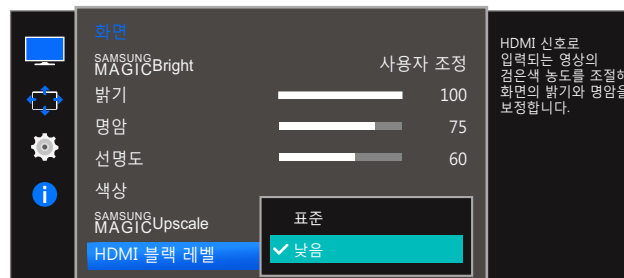 화면
SAMSUNG
MAGICBright
사용자 조정
밝기
100
명암
75
선명도
60
색상
SAMSUNG
MAGICUpscale
HDMI 블랙 레벨
표준
낮음
HDMI 신호로
입력되는 영상의
검은색 농도를 조절하
화면의 밝기와 명암을
보정합니다.